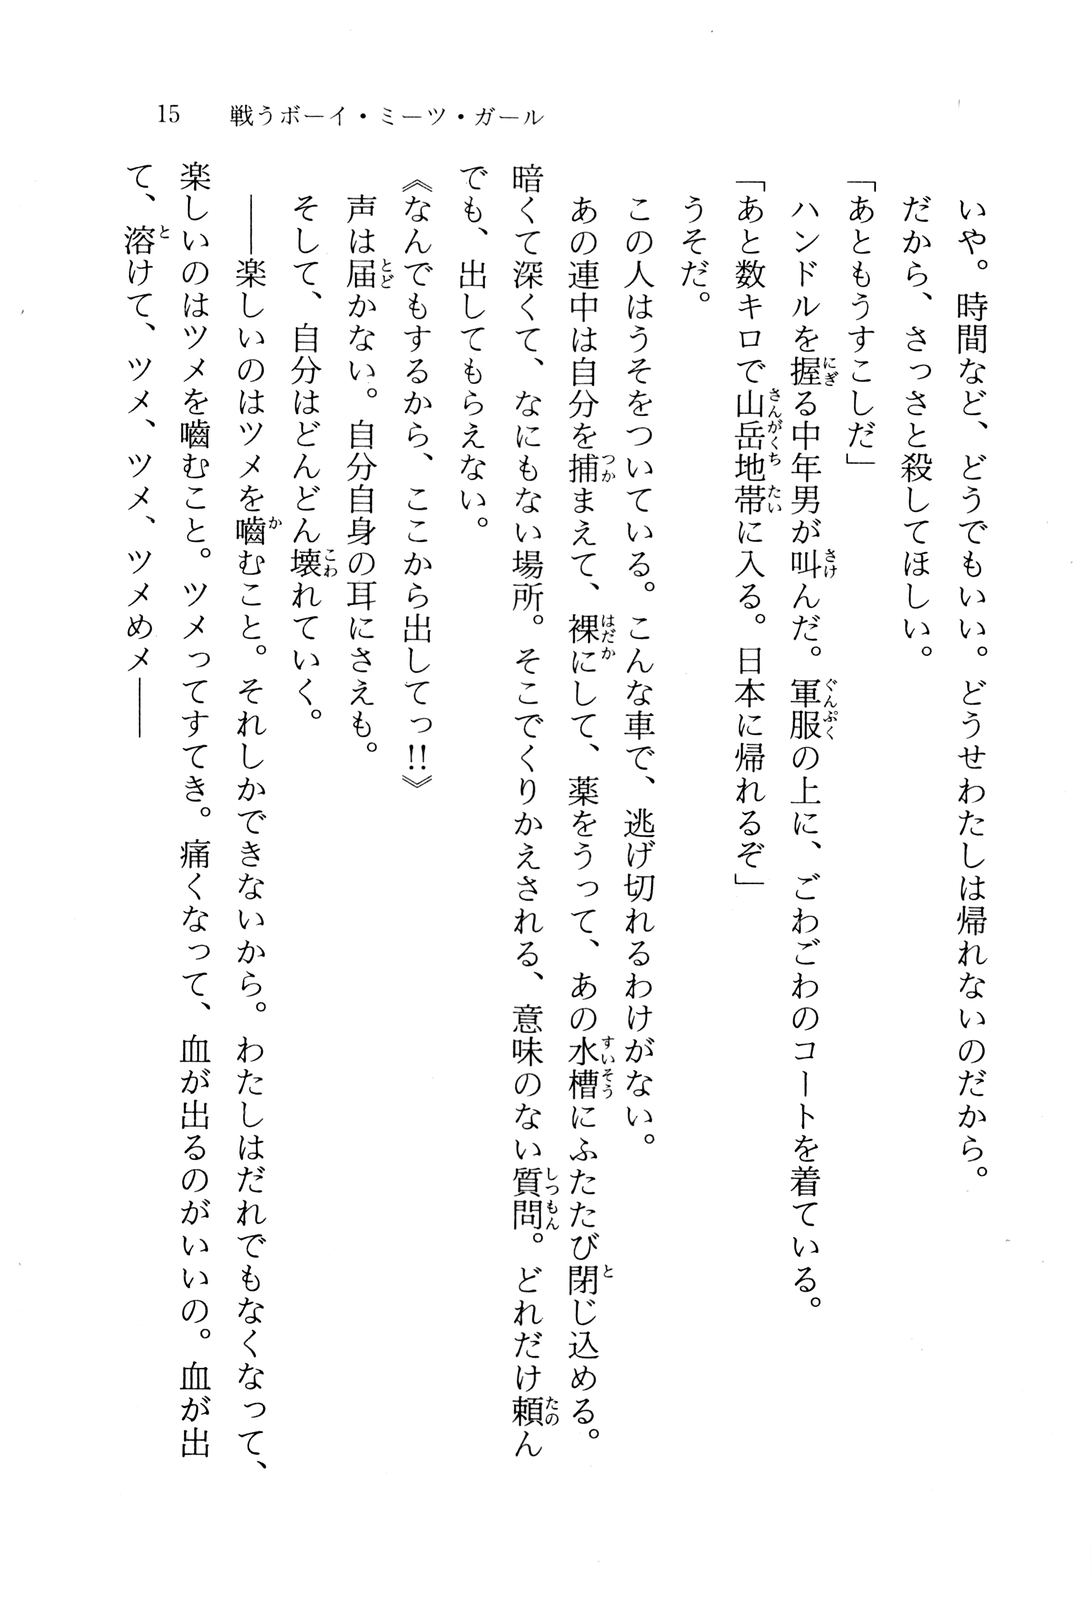 15　戦うボーイ・ミーツ・ガール
いや。時間など、どうでもいい。どうせわたしは帰れないのだから。
だから、さっさと殺してほしい。
「あともうすこしだ」
ハンドルを握る中年男が叫んだ。軍服の上に、ごわごわのコートを着ている。
「あと数キロで山岳地帯に入る。日本に帰れるぞ」
うそだ。
この人はうそをついている。こんな車で、逃げ切れるわけがない。
あの連中は自分を捕まえて、裸にして、薬をうって、あの水槽にふたたび閉じ込める。
暗くて深くて、なにもない場所。そこでくりかえされる、意味のない質問。どれだけ頼ん
でも、出してもらえない。
《なんでもするから、ここから出してっ!!》
声は届かない。自分自身の耳にさえも。
そして、自分はどんどん壊れていく。
――楽しいのはツメを嚙むこと。それしかできないから。わたしはだれでもなくなって、
楽しいのはツメを嚙むこと。ツメってすてき。痛くなって、血が出るのがいいの。血が出
て、溶けて、ツメ、ツメ、ツメめメ――